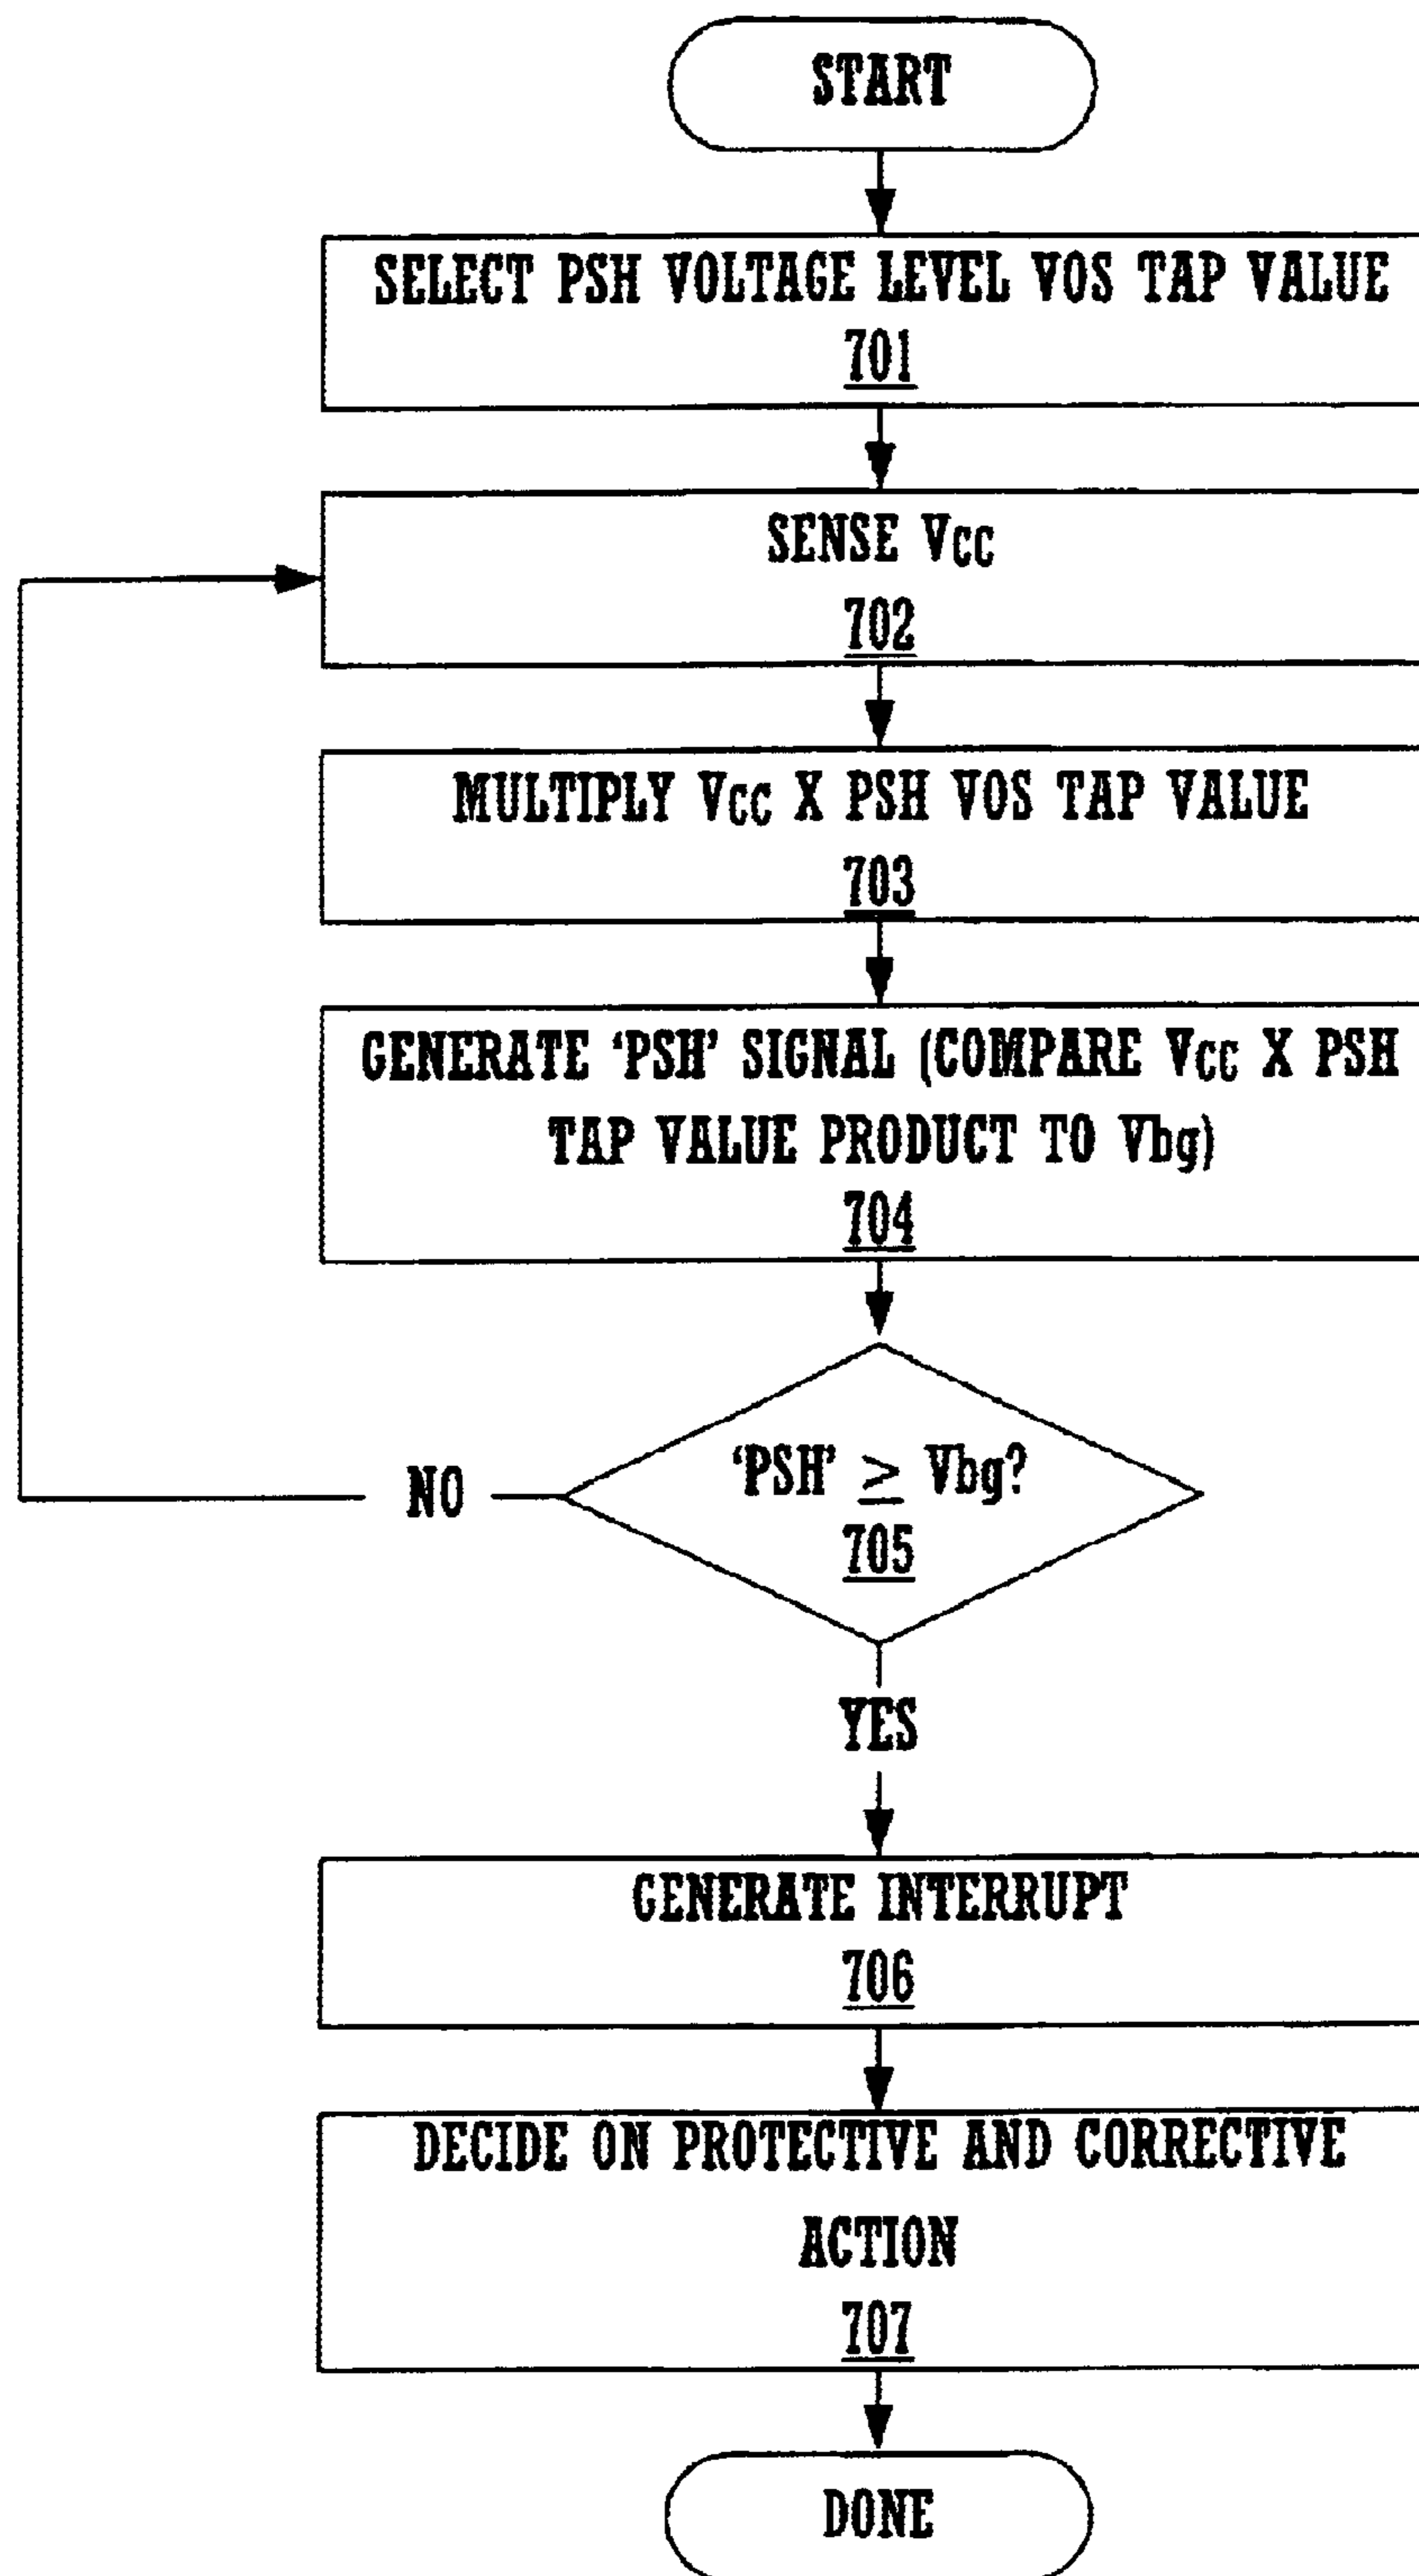 START
SELECT PSH VOLTAGE LEVEL VOS TAP VALUE
701
SENSE VCC
702
MULTIPLY VCC X PSH VOS TAP VALUE
703
GENERATE ‘PSH’ SIGNAL (COMPARE VCC X PSH
TAP VALUE PRODUCT TO Vbg)
704
‘PSH’ ≥ Vbg?
705
NO
YES
GENERATE INTERRUPT
706
DECIDE ON PROTECTIVE AND CORRECTIVE
ACTION
707
DONE